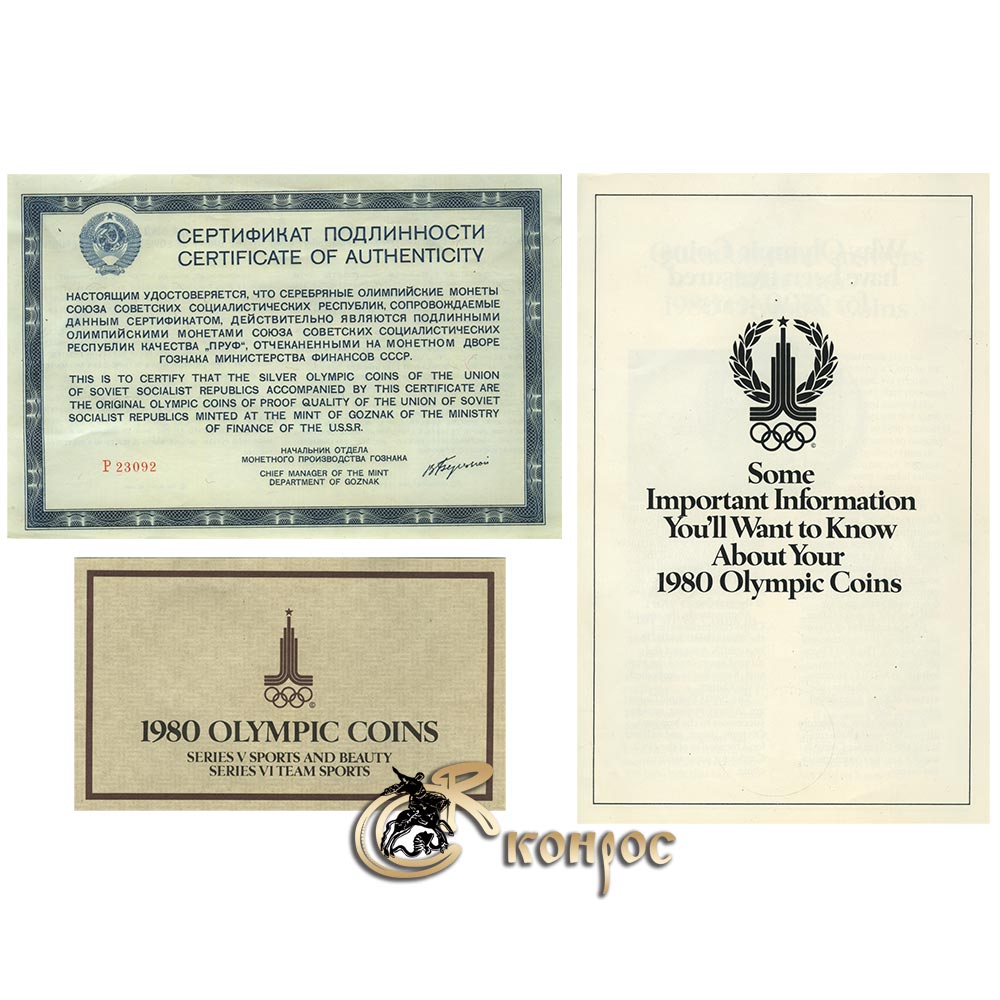 СЕРТИФИКАТ ПОДЛИННОСТИ
CERTIFICATE OF AUTHENTICITY
НАСТОЯЩИМ УДОСТОВЕРЯЕТСЯ, ЧТО СЕРЕБРЯНЫЕ ОЛИМПИЙСКИЕ МОНЕТЫ
СОЮЗА СОВЕТСКИХ СОЦИАЛИСТИЧЕСКИХ РЕСПУБЛИК, СОПРОВОЖДАЕМЫЕ
ДАННЫМ СЕРТИФИКАТОМ, ДЕЙСТВИТЕЛЬНО ЯВЛЯЮТСЯ ПОДЛИННЫМИ
ОЛИМПИЙСКИМИ МОНЕТАМИ СОЮЗА СОВЕТСКИХ СОЦИАЛИСТИЧЕСКИХ
РЕСПУБЛИК КАЧЕСТВА „ПРУФ“, ОТЧЕКАНЕННЫМИ НА МОНЕТНОМ ДВОРЕ
ГОЗНАКА МИНИСТЕРСТВА ФИНАНСОВ СССР.
THIS IS TO CERTIFY THAT THE SILVER OLYMPIC COINS OF THE UNION
OF SOVIET SOCIALIST REPUBLICS ACCOMPANIED BY THIS CERTIFICATE ARE
THE ORIGINAL OLYMPIC COINS OF PROOF QUALITY OF THE UNION OF SOVIET
SOCIALIST REPUBLICS MINTED AT THE MINT OF GOZNAK OF THE MINISTRY
OF FINANCE OF THE U.S.S.R.
НАЧАЛЬНИК ОТДЕЛА
МОНЕТНОГО ПРОИЗВОДСТВА ГОЗНАКА
P 23092
CHIEF MANAGER OF THE MINT
DEPARTMENT OF GOZNAK
©
1980 OLYMPIC COINS
SERIES V SPORTS AND BEAUTY
SERIES VI TEAM SPORTS
©
Some
Important Information
You'll Want to Know
About Your
1980 Olympic Coins
конрос